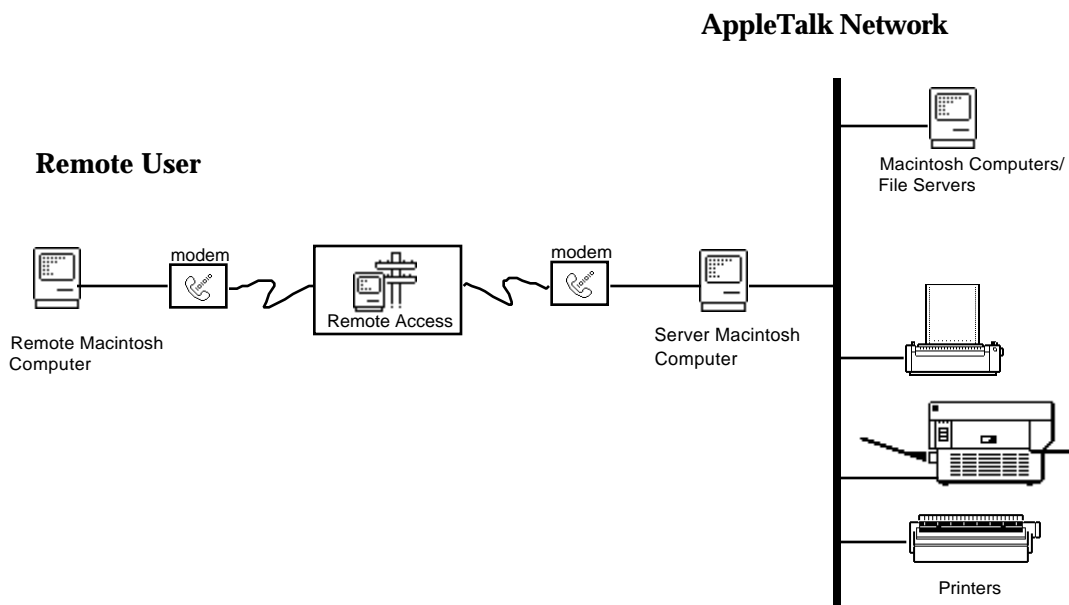 AppleTalk Network
Remote User
Macintosh Computers/
File Servers
modem
modem
Remote Access
Remote Macintosh
Computer
Server Macintosh
Computer
Printers